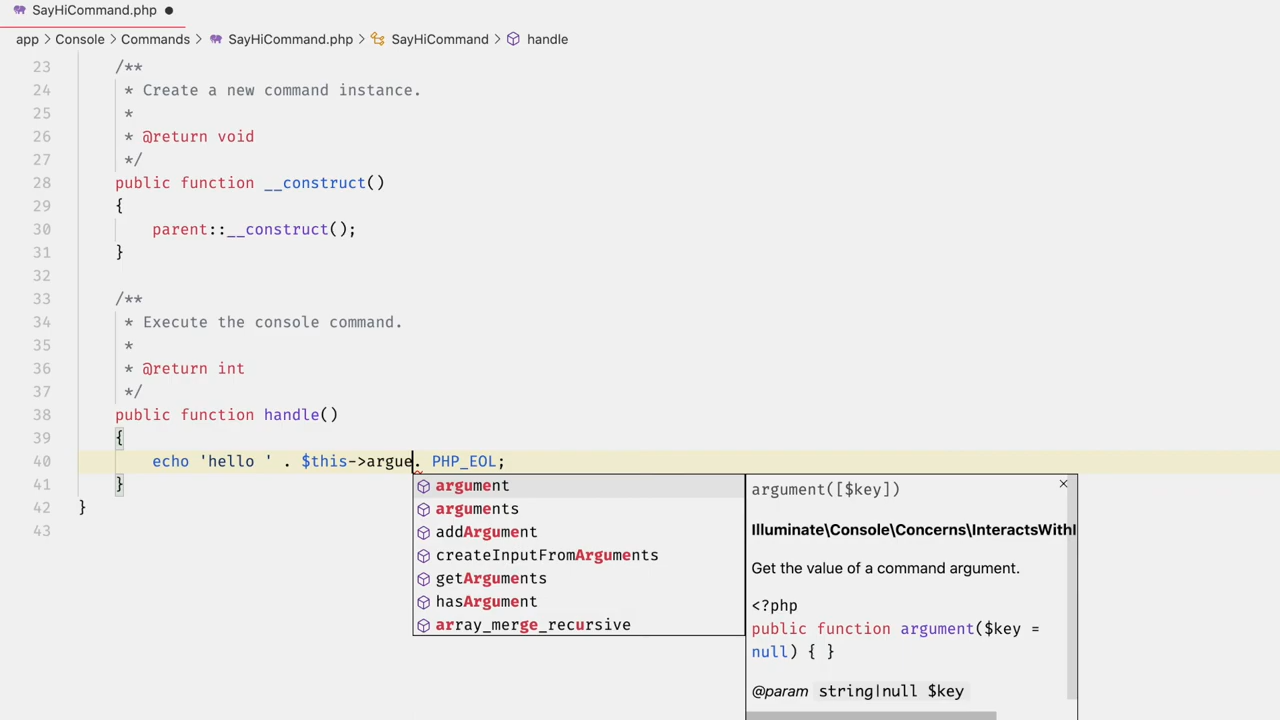 SayHiCommand.php
app > Console > Commands > SayHiCommand.php > SayHiCommand > handle
23 /**
24 * Create a new command instance.
25 *
26 * @return void
27 */
28 public function __construct()
29 {
30 parent::__construct();
31 }
32
33 /**
34 * Execute the console command.
35 *
36 * @return int
37 */
38 public function handle()
39 {
40 echo 'hello ' . $this->argue. PHP_EOL;
41 }
42 }
43
argument
arguments
addArgument
createInputFromArguments
getArguments
hasArgument
array_merge_recursive
argument([$key])
Illuminate\Console\Concerns\InteractsWithI
Get the value of a command argument.
<?php
public function argument($key =
null) { }
@param string|null $key